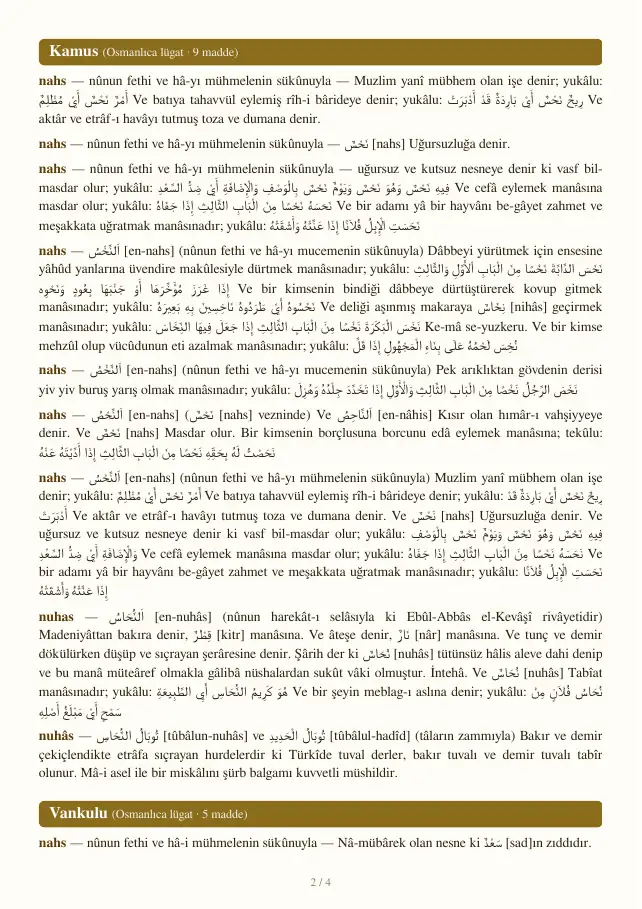 Kamus (Osmanlıca lügat · 9 madde)
nahs — nûnun fethi ve hâ-yı mühmelenin sükûnuyla — Muzlim yanî mübhem olan işe denir; yukâlu:
أَمْرٌ نَحْسٌ أَيْ مُظْلِمٌ Ve batıya tahavvül eylemiş rîh-i bârideye denir; yukâlu: رِيحٌ نَحْسٌ أَيْ بَارِدَةٌ قَدْ أَدْبَرَتْ Ve
aktâr ve etrâf-ı havâyı tutmuş toza ve dumana denir.
nahs — nûnun fethi ve hâ-yı mühmelenin sükûnuyla — نَحْسٌ [nahs] Uğursuzluğa denir.
nahs — nûnun fethi ve hâ-yı mühmelenin sükûnuyla — uğursuz ve kutsuz nesneye denir ki vasf bil-
masdar olur; yukâlu: فِيهِ نَحْسٌ وَهُوَ نَحْسٌ وَيَوْمٌ نَحْسٌ بِالْوَصْفِ وَالْإِضَافَةِ أَيْ ضِدُّ السَّعْدِ Ve cefâ eylemek manâsına
masdar olur; yukâlu: نَحَسَهُ نَحْسًا مِنَ الْبَابِ الثَّالِثِ إِذَا جَفَاهُ Ve bir adamı yâ bir hayvânı be-gâyet zahmet ve
meşakkata uğratmak manâsınadır; yukâlu: نَحَسَتِ الْإِبِلُ فُلَانًا إِذَا عَنَّتْهُ وَأَشْقَتْهُ
nahs — اَلنَّخْسُ [en-nahs] (nûnun fethi ve hâ-yı mucemenin sükûnuyla) Dâbbeyi yürütmek için ensesine
yâhûd yanlarına üvendire makûlesiyle dürtmek manâsınadır; yukâlu: نَخَسَ الدَّابَّةَ نَخْسًا مِنَ الْبَابِ الْأَوَّلِ وَالثَّالِثِ
إِذَا غَرَزَ مُؤَخَّرَهَا أَوْ جَنْبَهَا بِعُودٍ وَنَحْوِهِ Ve bir kimsenin bindiği dâbbeye dürtüştürerek kovup gitmek
manâsınadır; yukâlu: نَخَسُوهُ أَيْ طَرَدُوهُ نَاخِسِينَ بِهِ بَعِيرَهُ Ve deliği aşınmış makaraya نِخَاسٌ [nihâs] geçirmek
manâsınadır; yukâlu: نَخَسَ الْبَكَرَةَ نَخْسًا مِنَ الْبَابِ الثَّالِثِ إِذَا جَعَلَ فِيهَا النِّخَاسَ Ke-mâ se-yuzkeru. Ve bir kimse
mehzûl olup vücûdunun eti azalmak manâsınadır; yukâlu: نُخِسَ لَحْمُهُ عَلَى بِنَاءِ الْمَجْهُولِ إِذَا قَلَّ
nahs — اَلنَّخْصُ [en-nahs] (nûnun fethi ve hâ-yı mucemenin sükûnuyla) Pek arıklıktan gövdenin derisi
yiv yiv buruş yarış olmak manâsınadır; yukâlu: نَخَصَ الرَّجُلُ نَخْصًا مِنَ الْبَابِ الثَّالِثِ وَالْأَوَّلِ إِذَا تَخَدَّدَ جِلْدُهُ وَهُزِلَ
nahs — اَلنَّحْصُ [en-nahs] (نَحْسٌ [nahs] vezninde) Ve اَلنَّاحِصُ [en-nâhis] Kısır olan hımâr-ı vahşiyyeye
denir. Ve نَحْصٌ [nahs] Masdar olur. Bir kimsenin borçlusuna borcunu edâ eylemek manâsına; tekûlu:
نَحَصْتُ لَهُ بِحَقِّهِ نَحْصًا مِنَ الْبَابِ الثَّالِثِ إِذَا أَدَّيْتَهُ عَنْهُ
nahs — اَلنَّحْسُ [en-nahs] (nûnun fethi ve hâ-yı mühmelenin sükûnuyla) Muzlim yanî mübhem olan işe
denir; yukâlu: أَمْرٌ نَحْسٌ أَيْ مُظْلِمٌ Ve batıya tahavvül eylemiş rîh-i bârideye denir; yukâlu: رِيحٌ نَحْسٌ أَيْ بَارِدَةٌ قَدْ
أَدْبَرَتْ Ve aktâr ve etrâf-ı havâyı tutmuş toza ve dumana denir. Ve نَحْسٌ [nahs] Uğursuzluğa denir. Ve
uğursuz ve kutsuz nesneye denir ki vasf bil-masdar olur; yukâlu: فِيهِ نَحْسٌ وَهُوَ نَحْسٌ وَيَوْمٌ نَحْسٌ بِالْوَصْفِ
وَالْإِضَافَةِ أَيْ ضِدُّ السَّعْدِ Ve cefâ eylemek manâsına masdar olur; yukâlu: نَحَسَهُ نَحْسًا مِنَ الْبَابِ الثَّالِثِ إِذَا جَفَاهُ Ve
bir adamı yâ bir hayvânı be-gâyet zahmet ve meşakkata uğratmak manâsınadır; yukâlu: نَحَسَتِ الْإِبِلُ فُلَانًا
إِذَا عَنَّتْهُ وَأَشْقَتْهُ
nuhas — اَلنُّحَاسُ [en-nuhâs] (nûnun harekât-ı selâsıyla ki Ebûl-Abbâs el-Kevâşî rivâyetidir)
Madeniyâttan bakıra denir, قِطْرٌ [kitr] manâsına. Ve âteşe denir, نَارٌ [nâr] manâsına. Ve tunç ve demir
dökülürken düşüp ve sıçrayan şerâresine denir. Şârih der ki نُحَاسٌ [nuhâs] tütünsüz hâlis aleve dahi denip
ve bu manâ müteâref olmakla gâlibâ nüshalardan sukût vâki olmuştur. İntehâ. Ve نُحَاسٌ [nuhâs] Tabîat
manâsınadır; yukâlu: هُوَ كَرِيمُ النُّحَاسِ أَيِ الطَّبِيعَةِ Ve bir şeyin meblag-ı aslına denir; yukâlu: نُحَاسُ فُلَانٍ مِنْ
سَمْحٍ أَيْ مَبْلَغُ أَصْلِهِ
nuhâs — تُوبَالُ النُّحَاسِ [tûbâlun-nuhâs] ve تُوبَالُ الْحَدِيدِ [tûbâlul-hadîd] (tâların zammıyla) Bakır ve demir
çekiçlendikte etrâfa sıçrayan hurdelerdir ki Türkîde tuval derler, bakır tuvalı ve demir tuvalı tabîr
olunur. Mâ-i asel ile bir miskâlını şürb balgamı kuvvetli müshildir.
Vankulu (Osmanlıca lügat · 5 madde)
nahs — nûnun fethi ve hâ-i mühmelenin sükûnuyla — Nâ-mübârek olan nesne ki سَعْدٌ [sad]ın zıddıdır.
2 / 4